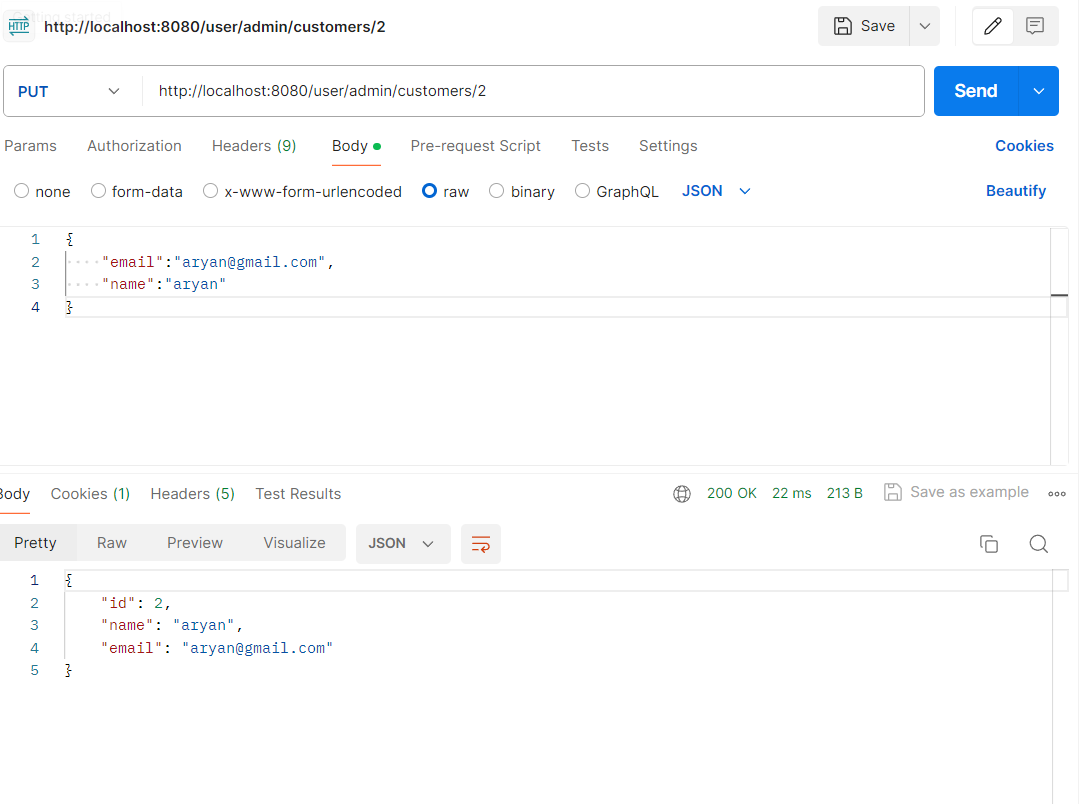 HTTP http://localhost:8080/user/admin/customers/2 Save
PUT http://localhost:8080/user/admin/customers/2 Send
Params Authorization Headers (9) Body Pre-request Script Tests Settings Cookies
none form-data x-www-form-urlencoded raw binary GraphQL JSON Beautify
1 {
2 "email":"aryan@gmail.com",
3 "name":"aryan"
4 }
Body Cookies (1) Headers (5) Test Results 200 OK 22 ms 213 B Save as example
Pretty Raw Preview Visualize JSON
1 {
2 "id": 2,
3 "name": "aryan",
4 "email": "aryan@gmail.com"
5 }